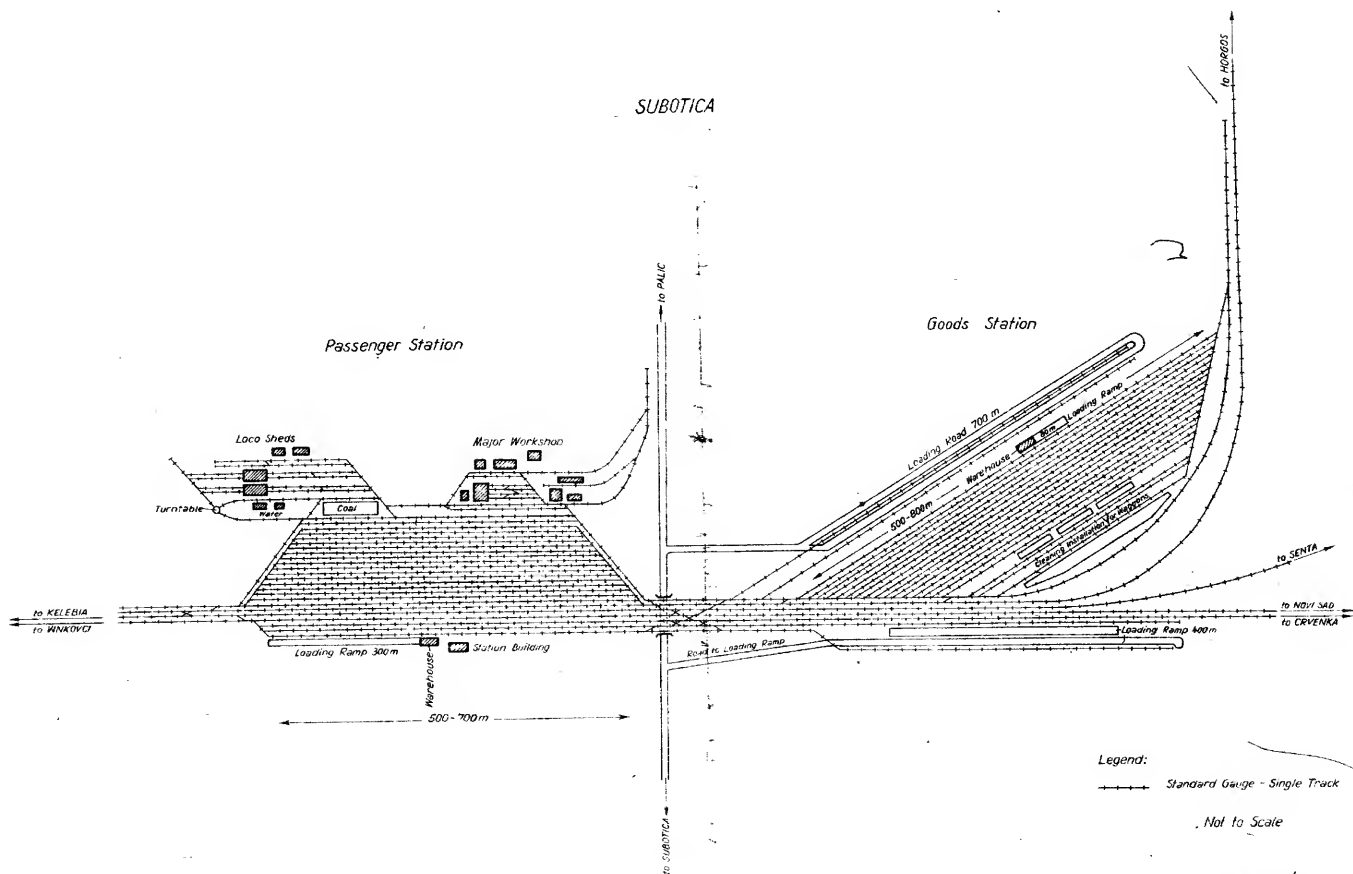 SUBOTICA
to HORGOS
to PALIC
Passenger Station
Goods Station
Loco Sheds
Major Workshop
Turntable
Water
Coal
Loading Road 700 m
500-800m
Warehouse
60m
Loading Ramp
Cleaning Installation for Waggons
to SENTA
to KELEBIA
to WINKOVCI
to NOVI SAD
to CRVENKA
Loading Ramp 300m
Warehouse
Station Building
Road to Loading Ramp
Loading Ramp 400m
500-700m
to SUBOTICA
Legend:
Standard Gauge - Single Track
Not to Scale